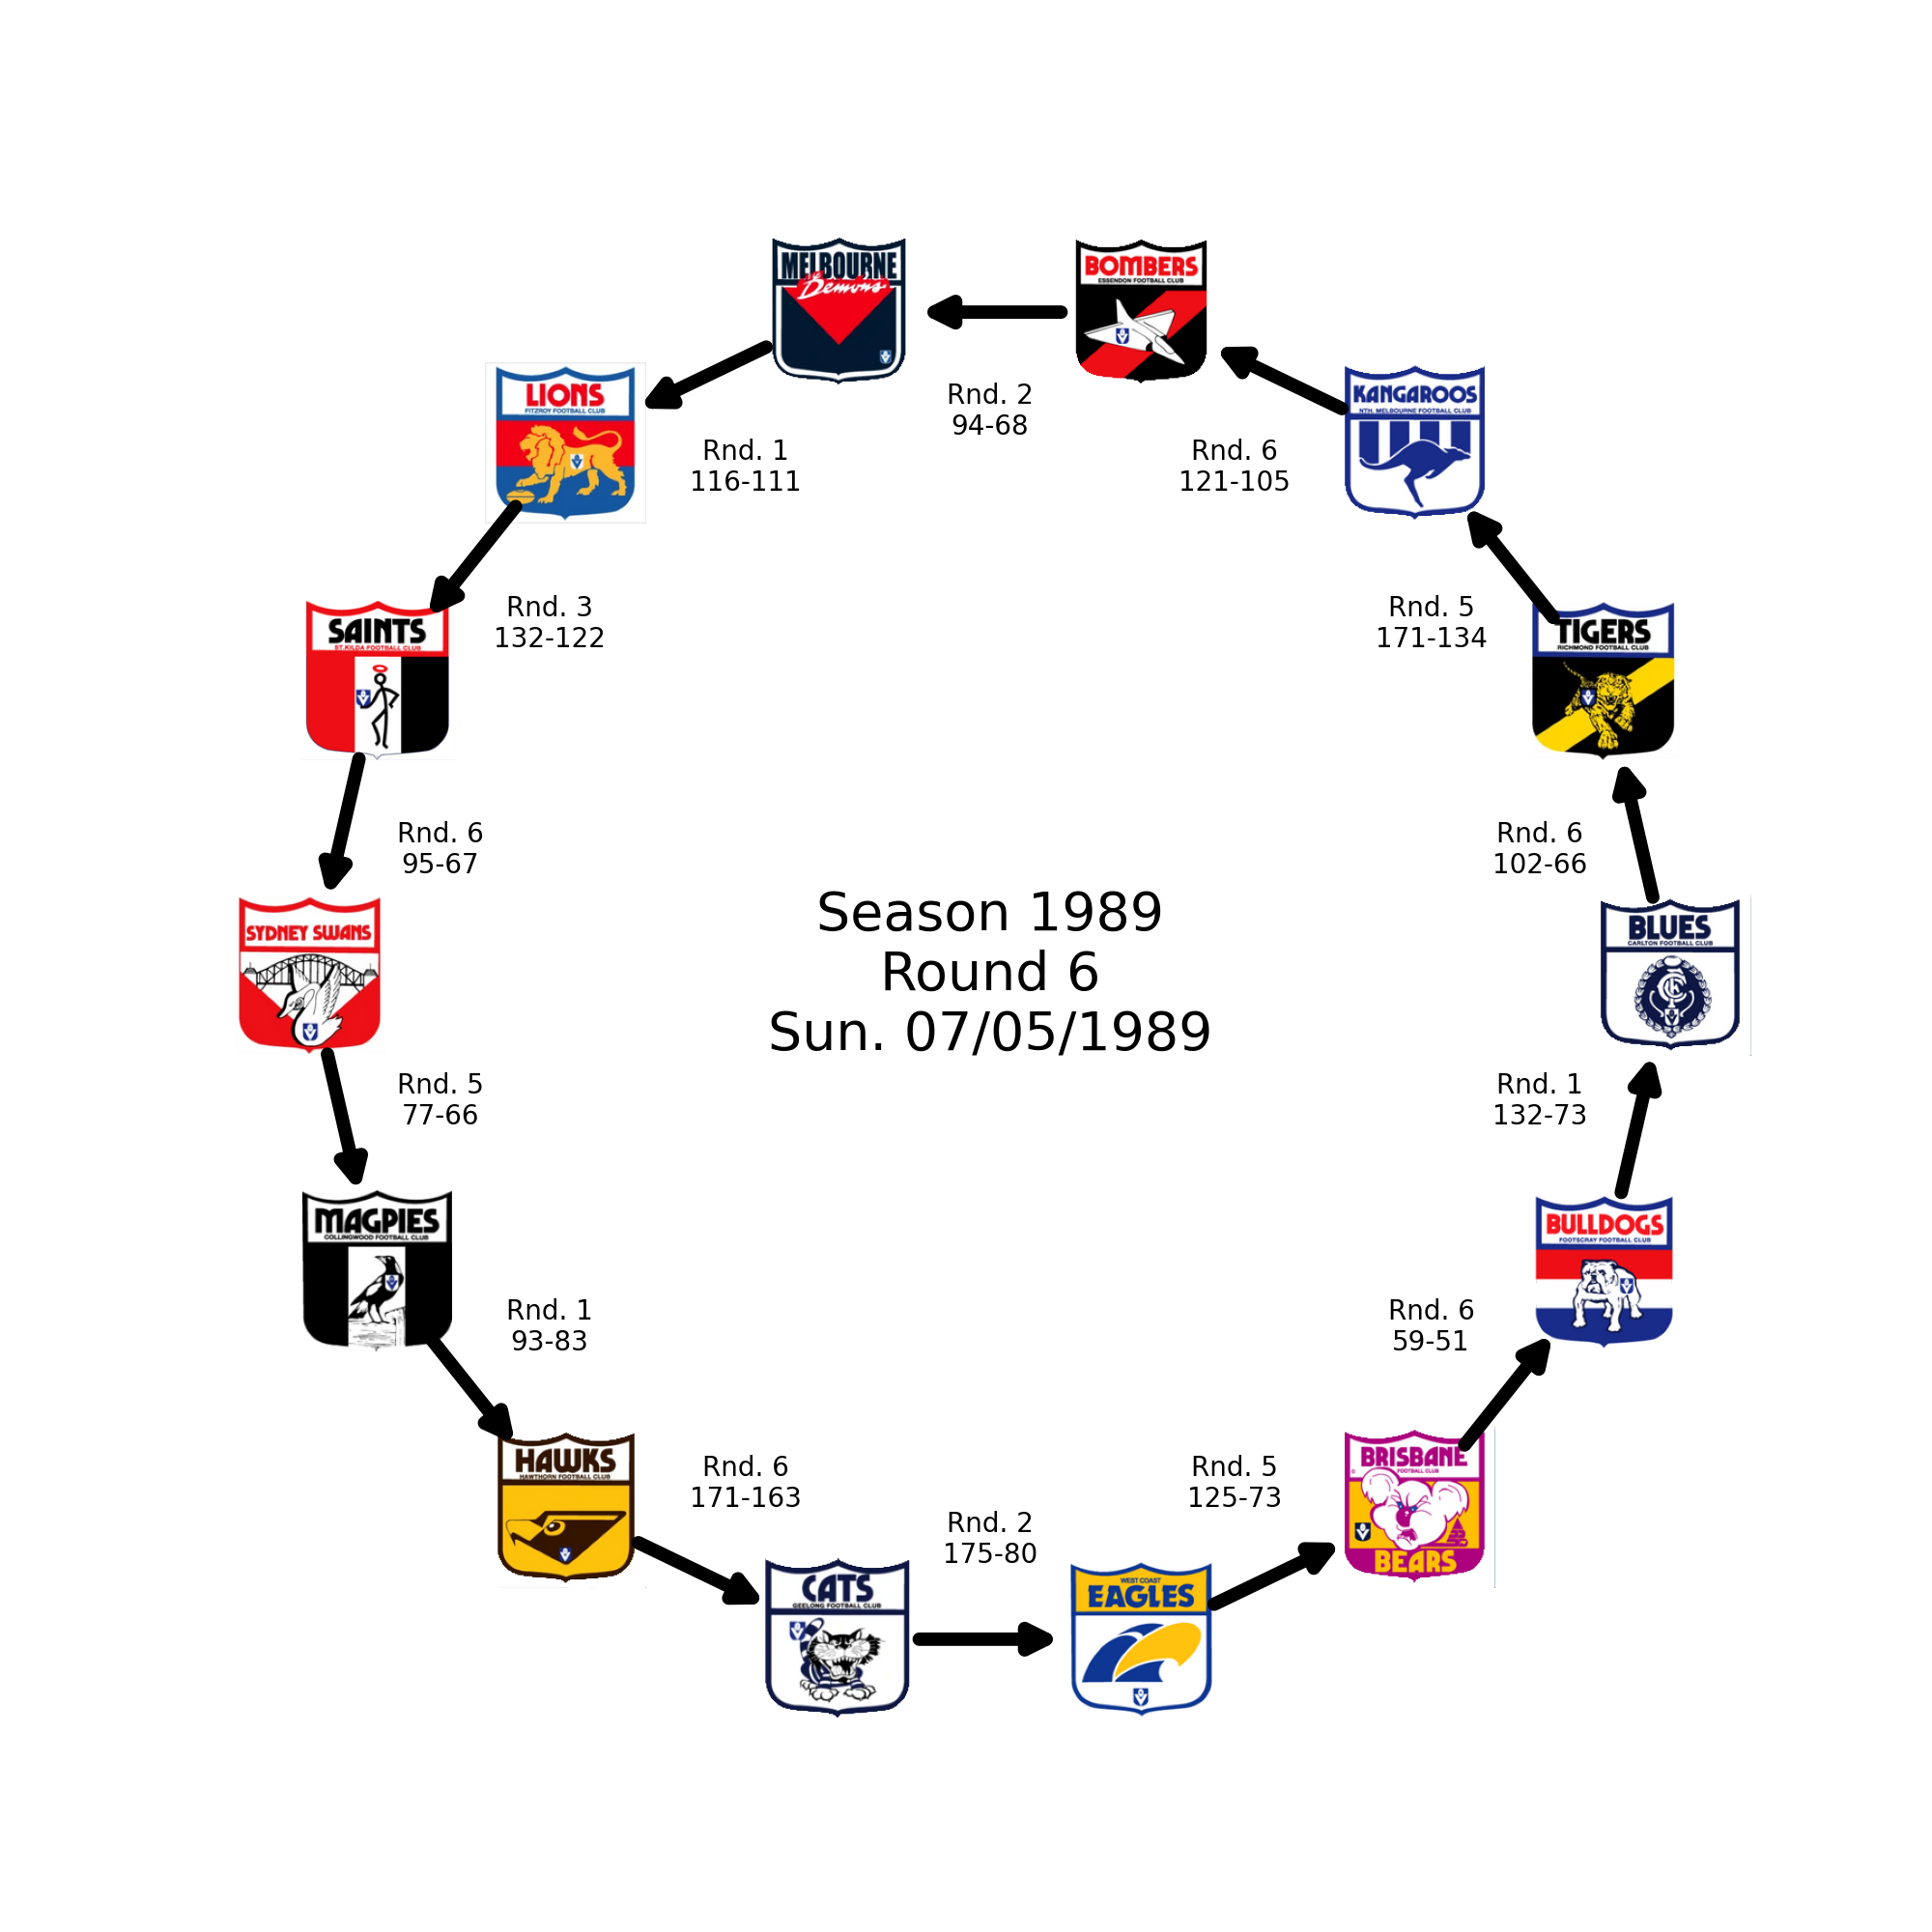 MELBOURNE
Demons
BOMBERS
ESSENDON FOOTBALL CLUB
LIONS
FITZROY FOOTBALL CLUB
KANGAROOS
NTH. MELBOURNE FOOTBALL CLUB
Rnd. 2
94-68
Rnd. 1
116-111
Rnd. 6
121-105
SAINTS
ST.KILDA FOOTBALL CLUB
Rnd. 3
132-122
Rnd. 5
171-134
TIGERS
RICHMOND FOOTBALL CLUB
Rnd. 6
95-67
Rnd. 6
102-66
SYDNEY SWANS
Season 1989
Round 6
Sun. 07/05/1989
BLUES
CARLTON FOOTBALL CLUB
CFC
Rnd. 5
77-66
Rnd. 1
132-73
MAGPIES
COLLINGWOOD FOOTBALL CLUB
BULLDOGS
FOOTSCRAY FOOTBALL CLUB
Rnd. 1
93-83
Rnd. 6
59-51
HAWKS
HAWTHORN FOOTBALL CLUB
Rnd. 6
171-163
Rnd. 2
175-80
Rnd. 5
125-73
BRISBANE
FOOTBALL CLUB
BEARS
CATS
GEELONG FOOTBALL CLUB
WEST COAST
EAGLES